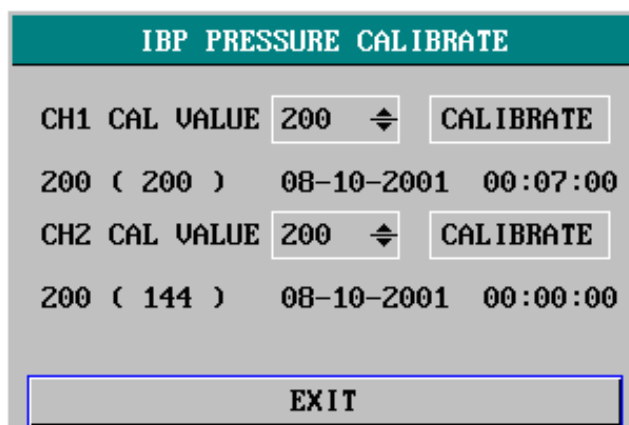 IBP PRESSURE CALIBRATE
CH1 CAL VALUE 200 CALIBRATE
200 ( 200 ) 08-10-2001 00:07:00
CH2 CAL VALUE 200 CALIBRATE
200 ( 144 ) 08-10-2001 00:00:00
EXIT